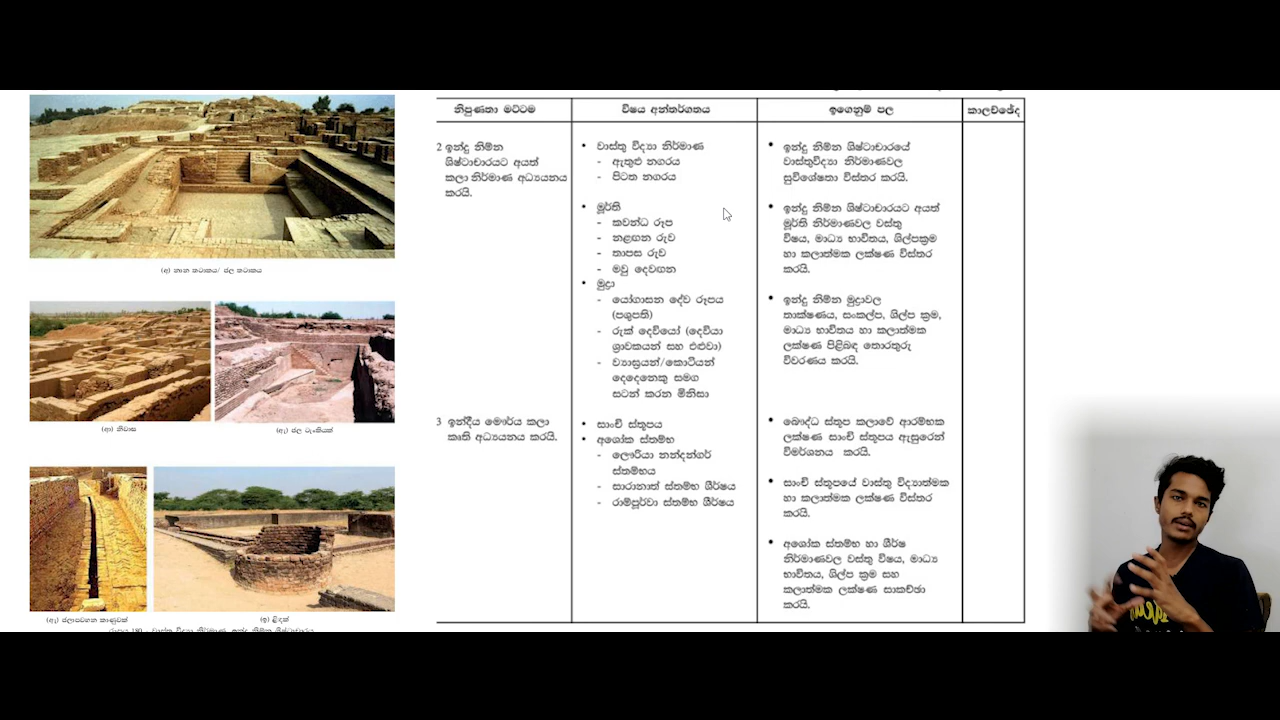 (අ) නාන තටාකය/ ජල තටාකය
(ආ) නිවාස
(ඇ) ජල ටැංකියක්
(ඈ) ජලාපවහන කාණුවක්
(ඉ) ළිඳක්
නිපුණතා මට්ටම
විෂය අන්තර්ගතය
ඉගෙනුම් පල
කාලච්ඡේද
2 ඉන්දු නිම්න
ශිෂ්ටාචාරයට අයත්
කලා නිර්මාණ අධ්‍යයනය
කරයි.
• වාස්තු විද්‍යා නිර්මාණ
- ඇතුළු නගරය
- පිටත නගරය
• මූර්ති
- කවන්ධ රූප
- නළඟන රුව
- තාපස රුව
- මවු දෙවඟන
• මුද්‍රා
- යෝගාසන දේව රූපය
(පශුපති)
- රුක් දෙවියෝ (දෙවියා
ශ්‍රාවකයන් සහ එළුවා)
- ව්‍යාඝ්‍රයන්/කොටියන්
දෙදෙනෙකු සමග
සටන් කරන මිනිසා
• ඉන්දු නිම්න ශිෂ්ටාචාරයේ
වාස්තුවිද්‍යා නිර්මාණවල
සුවිශේෂතා විස්තර කරයි.
• ඉන්දු නිම්න ශිෂ්ටාචාරයට අයත්
මූර්ති නිර්මාණවල වස්තු
විෂය, මාධ්‍ය භාවිතය, ශිල්පක්‍රම
හා කලාත්මක ලක්ෂණ විස්තර
කරයි.
• ඉන්දු නිම්න මුද්‍රාවල
තාක්ෂණය, සංකල්ප, ශිල්ප ක්‍රම,
මාධ්‍ය භාවිතය හා කලාත්මක
ලක්ෂණ පිළිබඳ තොරතුරු
විවරණය කරයි.
3 ඉන්දීය මෞර්ය කලා
කෘති අධ්‍යයනය කරයි.
• සාංචි ස්තූපය
• අශෝක ස්තම්භ
- ලෞරියා නන්දන්ගර්
ස්තම්භය
- සාරානාත් ස්තම්භ ශීර්ෂය
- රාම්පූර්වා ස්තම්භ ශීර්ෂය
• බෞද්ධ ස්තූප කලාවේ ආරම්භක
ලක්ෂණ සාංචි ස්තූපය ඇසුරෙන්
විමර්ශනය කරයි.
• සාංචි ස්තූපයේ වාස්තු විද්‍යාත්මක
හා කලාත්මක ලක්ෂණ විස්තර
කරයි.
• අශෝක ස්තම්භ හා ශීර්ෂ
නිර්මාණවල වස්තු විෂය, මාධ්‍ය
භාවිතය, ශිල්ප ක්‍රම සහ
කලාත්මක ලක්ෂණ සාකච්ඡා
කරයි.